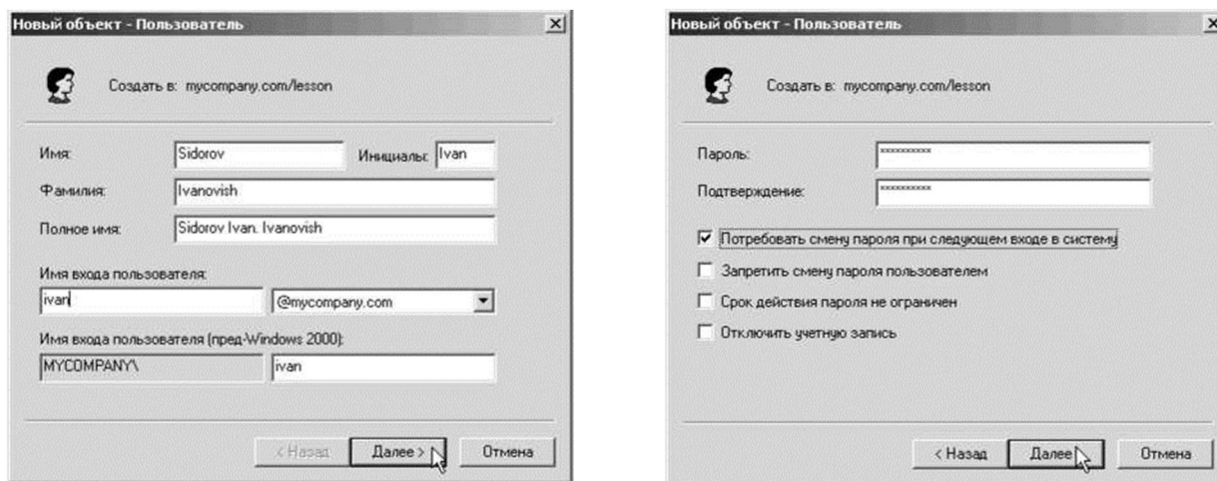 Новый объект - Пользователь
Создать в: mycompany.com/lesson
Имя: Sidorov Инициалы: Ivan
Фамилия: Ivanovish
Полное имя: Sidorov Ivan. Ivanovish
Имя входа пользователя:
ivan @mycompany.com
Имя входа пользователя (пред-Windows 2000):
MYCOMPANY\ ivan
< Назад Далее > Отмена
Новый объект - Пользователь
Создать в: mycompany.com/lesson
Пароль: ×××××××××
Подтверждение: ×××××××××
Потребовать смену пароля при следующем входе в систему
Запретить смену пароля пользователем
Срок действия пароля не ограничен
Отключить учетную запись
< Назад Далее Отмена